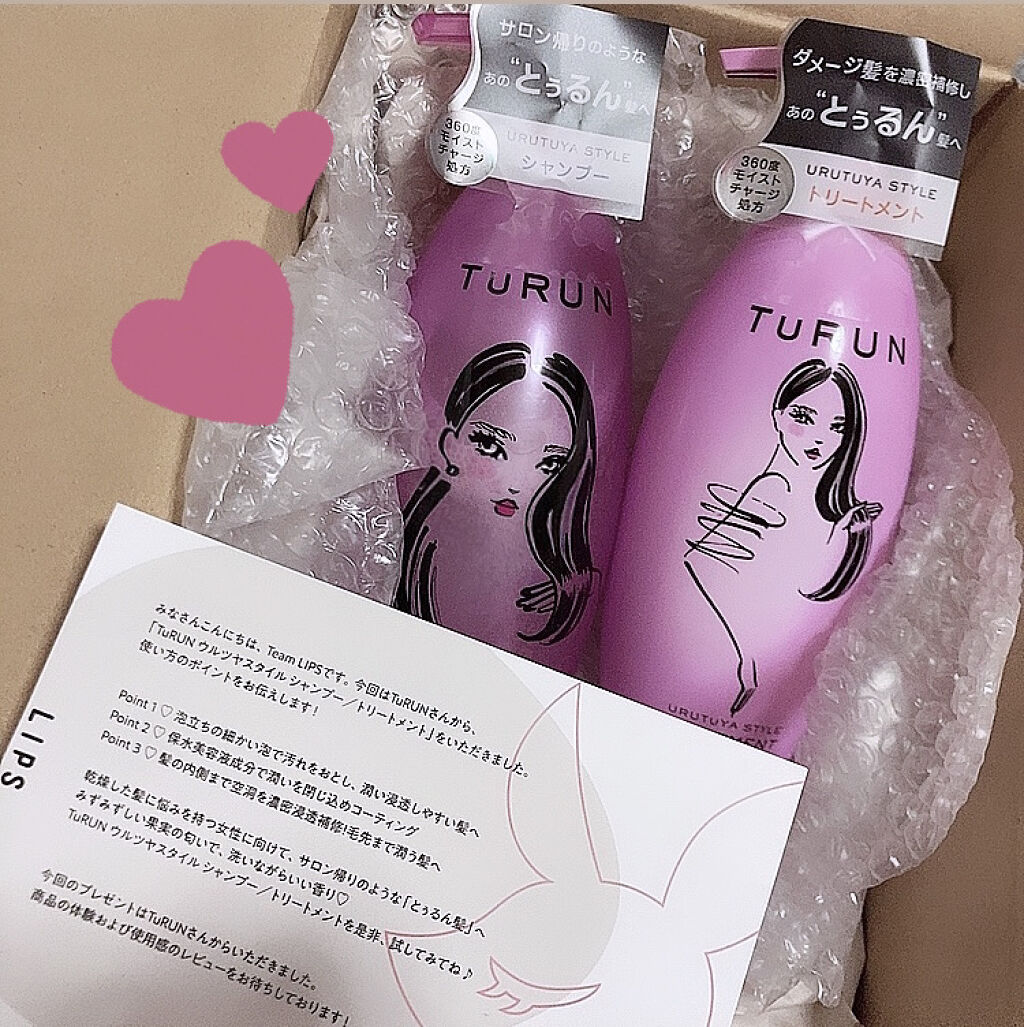 サロン帰りのような
あの“とぅるん”髪へ
360度
モイスト
チャージ
処方
URUTUYA STYLE
シャンプー
ダメージ髪を濃密補修し
あの“とぅるん”髪へ
360度
モイスト
チャージ
処方
URUTUYA STYLE
トリートメント
TuRUN
TuRUN
URUTUYA STYLE
LIPS
みなさんこんにちは、Team LIPSです。今回はTuRUNさんから、
「TuRUN ウルツヤスタイル シャンプー／トリートメント」をいただきました。
使い方のポイントをお伝えします！
Point 1 ♡ 泡立ちの細かい泡で汚れをおとし、潤い浸透しやすい髪へ
Point 2 ♡ 保水美容液成分で潤いを閉じ込めコーティング
Point 3 ♡ 髪の内側まで空洞を濃密浸透補修!毛先まで潤う髪へ
乾燥した髪に悩みを持つ女性に向けて、サロン帰りのような「とぅるん髪」へ
みずみずしい果実の匂いで、洗いながらいい香り♡
TuRUN ウルツヤスタイル シャンプー／トリートメントを是非、試してみてね♪
今回のプレゼントはTuRUNさんからいただきました。
商品の体験および使用感のレビューをお待ちしております！